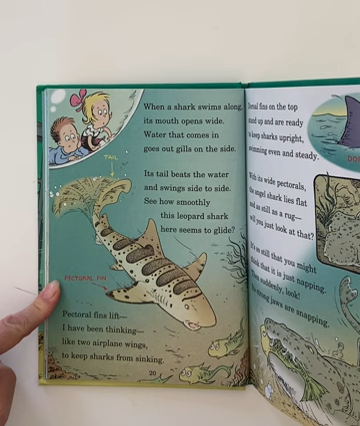 When a shark swims along,
its mouth opens wide.
Water that comes in
goes out gills on the side.
TAIL
Its tail beats the water
and swings side to side.
See how smoothly
this leopard shark
here seems to glide?
PECTORAL FIN
Pectoral fins lift—
I have been thinking—
like two airplane wings,
to keep sharks from sinking.
20
Dorsal fins on the top
stand up and are ready
to keep sharks upright,
swimming even and steady.
With its wide pectorals,
the angel shark lies flat
and as still as a rug—
will you just look at that?
It's so still that you might
think that it is just napping.
suddenly, look!
strong jaws are snapping.